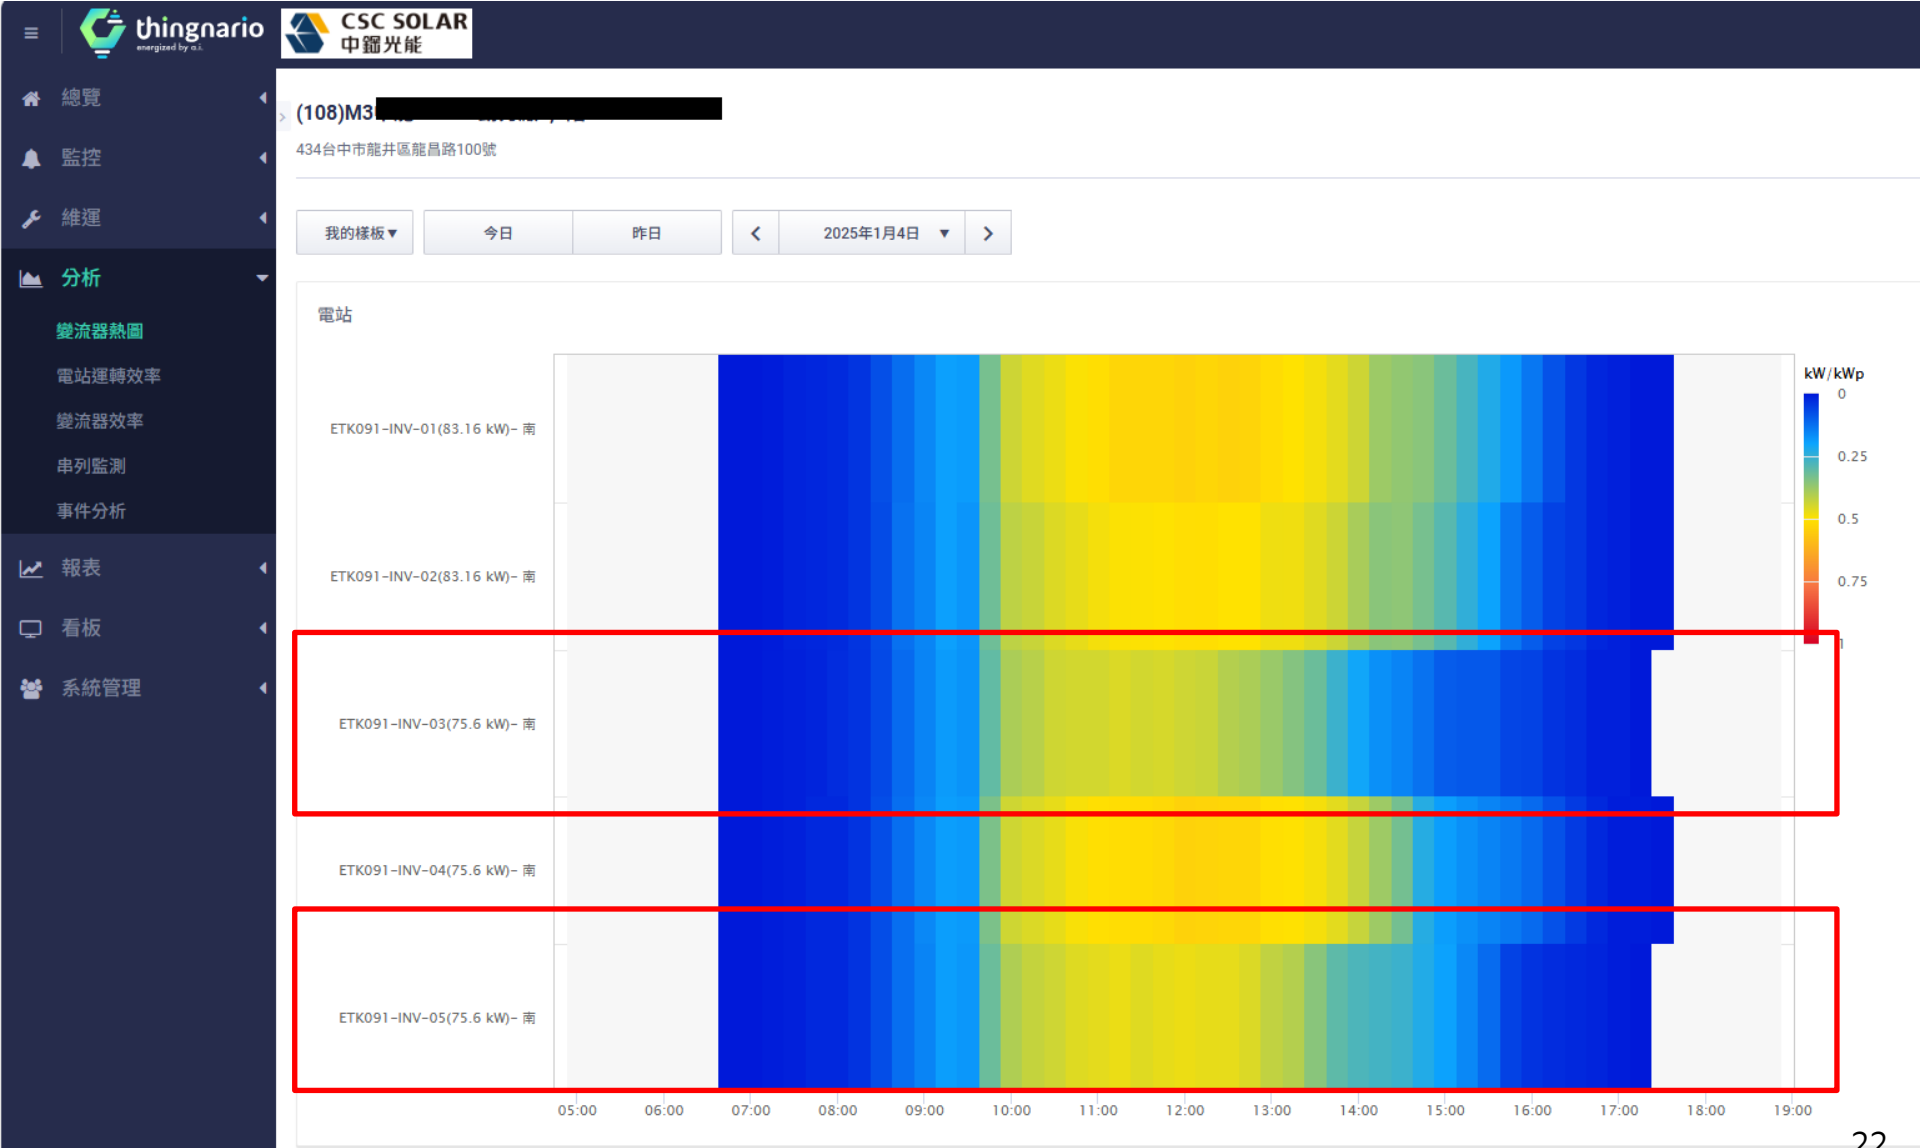 thingnario
energized by a.i.
CSC SOLAR
中鋼光能
總覽
監控
維運
分析
變流器熱圖
電站運轉效率
變流器效率
串列監測
事件分析
報表
看板
系統管理
(108)M3
434台中市龍井區龍昌路100號
我的樣板▼
今日
昨日
2025年1月4日 ▼
電站
ETK091-INV-01(83.16 kW)- 南
ETK091-INV-02(83.16 kW)- 南
ETK091-INV-03(75.6 kW)- 南
ETK091-INV-04(75.6 kW)- 南
ETK091-INV-05(75.6 kW)- 南
kW/kWp
0
0.25
0.5
0.75
1
05:00 06:00 07:00 08:00 09:00 10:00 11:00 12:00 13:00 14:00 15:00 16:00 17:00 18:00 19:00
22